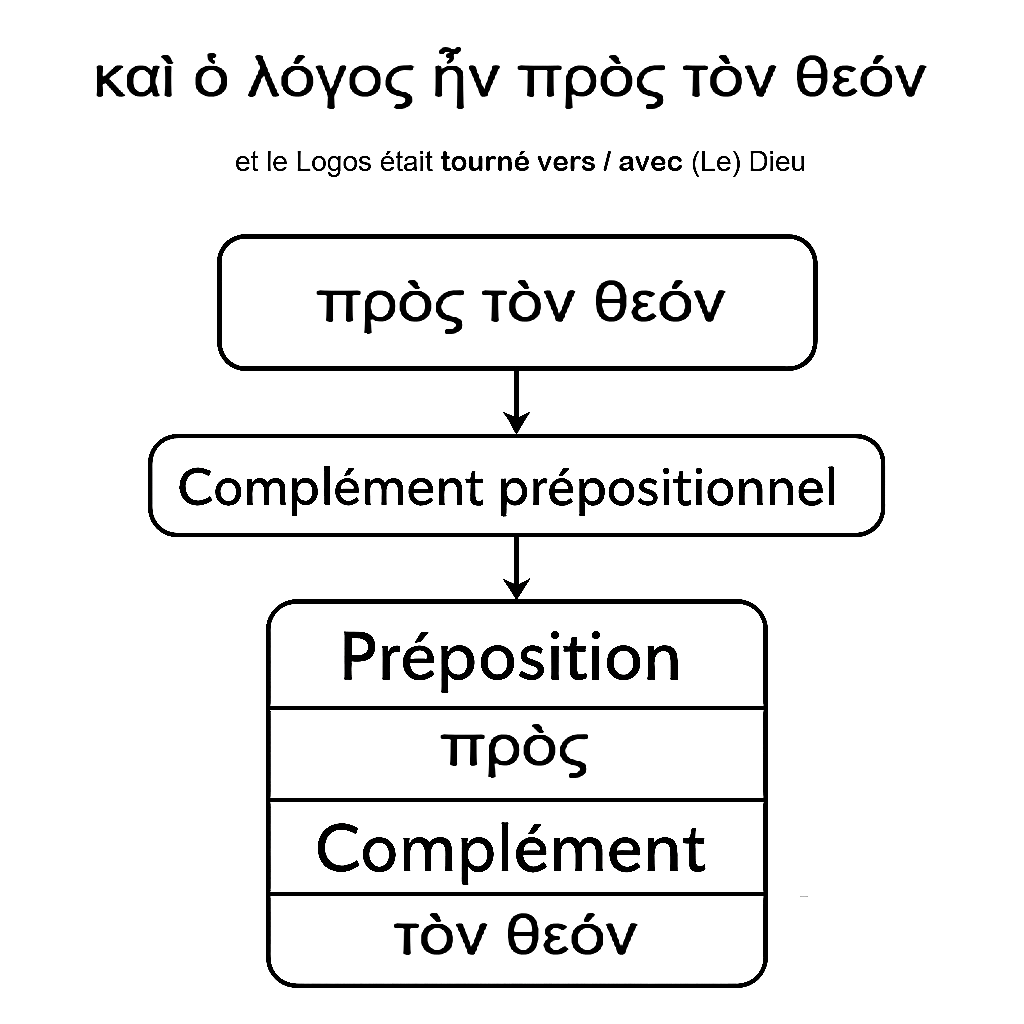 καὶ ὁ λόγος ἦν πρὸς τὸν θεόν
et le Logos était tourné vers / avec (Le) Dieu
πρὸς τὸν θεόν
Complément prépositionnel
Préposition
πρὸς
Complément
τὸν θεόν